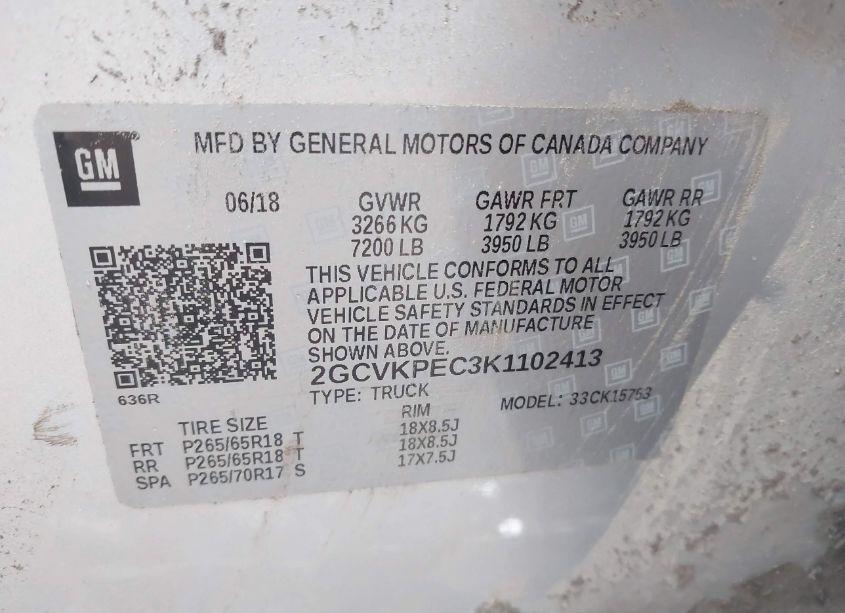 GM
MFD BY GENERAL MOTORS OF CANADA COMPANY
06/18 GVWR GAWR FRT GAWR RR
3266 KG 1792 KG 1792 KG
7200 LB 3950 LB 3950 LB
THIS VEHICLE CONFORMS TO ALL
APPLICABLE U.S. FEDERAL MOTOR
VEHICLE SAFETY STANDARDS IN EFFECT
ON THE DATE OF MANUFACTURE
SHOWN ABOVE.
2GCVKPEC3K1102413
636R
TYPE: TRUCK MODEL: 33CK15753
TIRE SIZE RIM
FRT P265/65R18 T 18X8.5J
RR P265/65R18 T 18X8.5J
SPA P265/70R17 S 17X7.5J